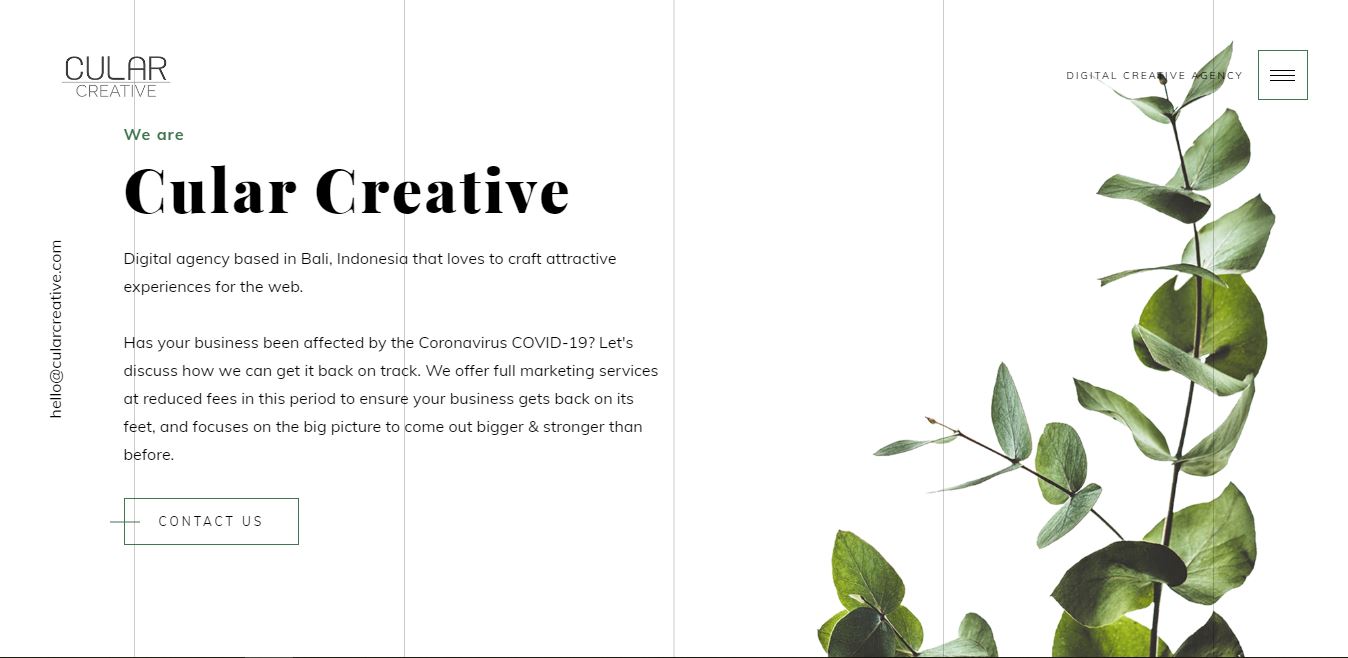 CULAR
CREATIVE
DIGITAL CREATIVE AGENCY
We are
Cular Creative
Digital agency based in Bali, Indonesia that loves to craft attractive
experiences for the web.
Has your business been affected by the Coronavirus COVID-19? Let's
discuss how we can get it back on track. We offer full marketing services
at reduced fees in this period to ensure your business gets back on its
feet, and focuses on the big picture to come out bigger & stronger than
before.
CONTACT US
hello@cularcreative.com